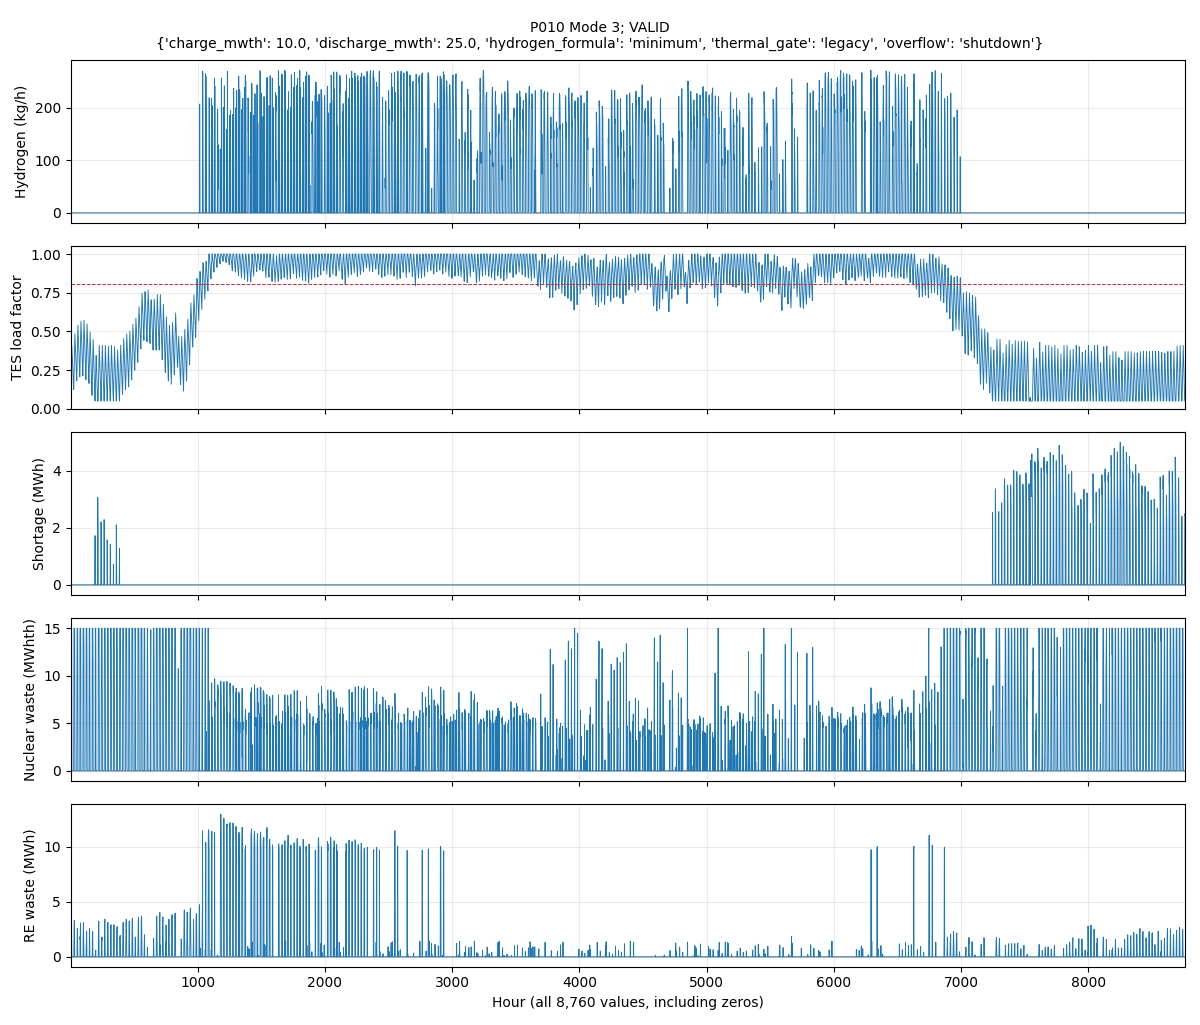 P010 Mode 3; VALID
{'charge_mwth': 10.0, 'discharge_mwth': 25.0, 'hydrogen_formula': 'minimum', 'thermal_gate': 'legacy', 'overflow': 'shutdown'}
Hydrogen (kg/h)
200
100
0
TES load factor
1.00
0.75
0.50
0.25
0.00
Shortage (MWh)
4
2
0
Nuclear waste (MWhth)
15
10
5
0
RE waste (MWh)
10
5
0
1000 2000 3000 4000 5000 6000 7000 8000
Hour (all 8,760 values, including zeros)